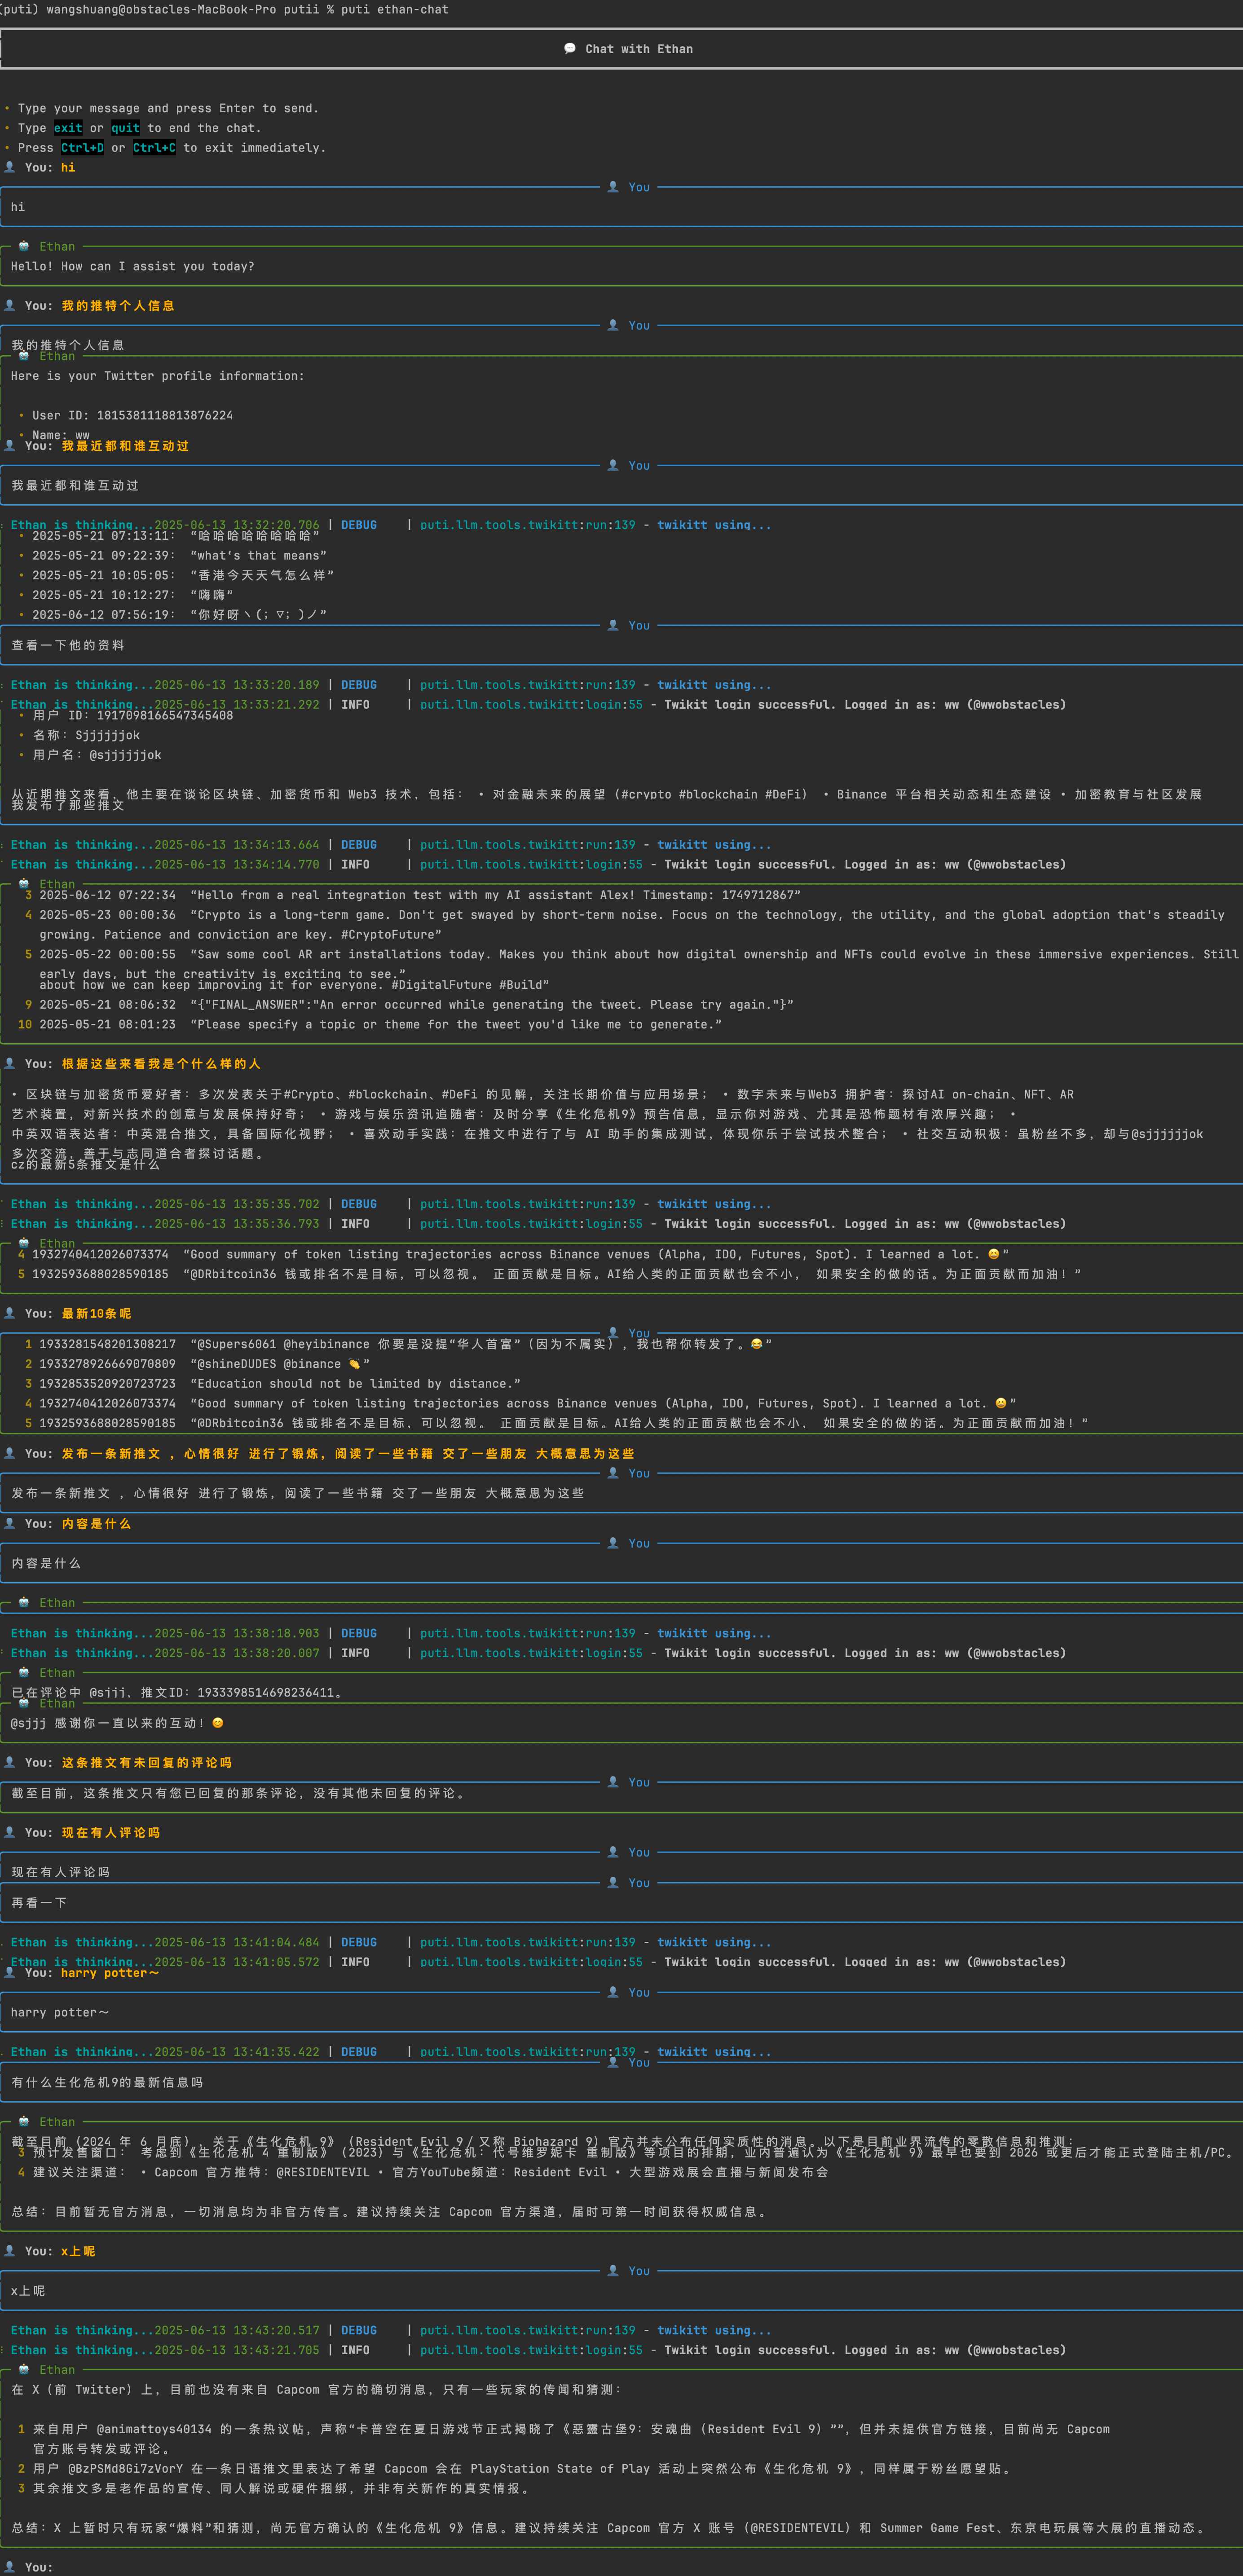 (puti) wangshuang@obstacles-MacBook-Pro putii % puti ethan-chat
💬 Chat with Ethan
• Type your message and press Enter to send.
• Type exit or quit to end the chat.
• Press Ctrl+D or Ctrl+C to exit immediately.
👤 You: hi
👤 You
hi
🤖 Ethan
Hello! How can I assist you today?
👤 You: 我的推特个人信息
👤 You
我的推特个人信息
🤖 Ethan
Here is your Twitter profile information:
• User ID: 1815381118813876224
• Name: ww
👤 You: 我最近都和谁互动过
👤 You
我最近都和谁互动过
Ethan is thinking...2025-06-13 13:32:20.706 | DEBUG | puti.llm.tools.twikitt:run:139 - twikitt using...
• 2025-05-21 07:13:11: “哈哈哈哈哈哈哈哈”
• 2025-05-21 09:22:39: “what‘s that means”
• 2025-05-21 10:05:05: “香港今天天气怎么样”
• 2025-05-21 10:12:27: “嗨嗨”
• 2025-06-12 07:56:19: “你好呀ヽ(；▽；)ノ”
👤 You
查看一下他的资料
Ethan is thinking...2025-06-13 13:33:20.189 | DEBUG | puti.llm.tools.twikitt:run:139 - twikitt using...
Ethan is thinking...2025-06-13 13:33:21.292 | INFO | puti.llm.tools.twikitt:login:55 - Twikit login successful. Logged in as: ww (@wwobstacles)
• 用户 ID: 1917098166547345408
• 名称: Sjjjjjjok
• 用户名: @sjjjjjjok
从近期推文来看，他主要在谈论区块链、加密货币和 Web3 技术，包括： • 对金融未来的展望（#crypto #blockchain #DeFi） • Binance 平台相关动态和生态建设 • 加密教育与社区发展
我发布了那些推文
Ethan is thinking...2025-06-13 13:34:13.664 | DEBUG | puti.llm.tools.twikitt:run:139 - twikitt using...
Ethan is thinking...2025-06-13 13:34:14.770 | INFO | puti.llm.tools.twikitt:login:55 - Twikit login successful. Logged in as: ww (@wwobstacles)
🤖 Ethan
3 2025-06-12 07:22:34 “Hello from a real integration test with my AI assistant Alex! Timestamp: 1749712867”
4 2025-05-23 00:00:36 “Crypto is a long-term game. Don't get swayed by short-term noise. Focus on the technology, the utility, and the global adoption that's steadily
growing. Patience and conviction are key. #CryptoFuture”
5 2025-05-22 00:00:55 “Saw some cool AR art installations today. Makes you think about how digital ownership and NFTs could evolve in these immersive experiences. Still
early days, but the creativity is exciting to see.”
about how we can keep improving it for everyone. #DigitalFuture #Build”
9 2025-05-21 08:06:32 “{"FINAL_ANSWER":"An error occurred while generating the tweet. Please try again."}”
10 2025-05-21 08:01:23 “Please specify a topic or theme for the tweet you'd like me to generate.”
👤 You: 根据这些来看我是个什么样的人
• 区块链与加密货币爱好者：多次发表关于#Crypto、#blockchain、#DeFi 的见解，关注长期价值与应用场景； • 数字未来与Web3 拥护者：探讨AI on-chain、NFT、AR
艺术装置，对新兴技术的创意与发展保持好奇； • 游戏与娱乐资讯追随者：及时分享《生化危机9》预告信息，显示你对游戏、尤其是恐怖题材有浓厚兴趣； •
中英双语表达者：中英混合推文，具备国际化视野； • 喜欢动手实践：在推文中进行了与 AI 助手的集成测试，体现你乐于尝试技术整合； • 社交互动积极：虽粉丝不多，却与@sjjjjjjok
多次交流，善于与志同道合者探讨话题。
cz的最新5条推文是什么
Ethan is thinking...2025-06-13 13:35:35.702 | DEBUG | puti.llm.tools.twikitt:run:139 - twikitt using...
Ethan is thinking...2025-06-13 13:35:36.793 | INFO | puti.llm.tools.twikitt:login:55 - Twikit login successful. Logged in as: ww (@wwobstacles)
🤖 Ethan
4 1932740412026073374 “Good summary of token listing trajectories across Binance venues (Alpha, IDO, Futures, Spot). I learned a lot. 😄”
5 1932593688028590185 “@DRbitcoin36 钱或排名不是目标，可以忽视。 正面贡献是目标。AI给人类的正面贡献也会不小， 如果安全的做的话。为正面贡献而加油！”
👤 You: 最新10条呢
👤 You
1 1933281548201308217 “@Supers6061 @heyibinance 你要是没提“华人首富”（因为不属实），我也帮你转发了。😂”
2 1933278926669070809 “@shineDUDES @binance 👏”
3 1932853520920723723 “Education should not be limited by distance.”
4 1932740412026073374 “Good summary of token listing trajectories across Binance venues (Alpha, IDO, Futures, Spot). I learned a lot. 😄”
5 1932593688028590185 “@DRbitcoin36 钱或排名不是目标，可以忽视。 正面贡献是目标。AI给人类的正面贡献也会不小， 如果安全的做的话。为正面贡献而加油！”
👤 You: 发布一条新推文 ，心情很好 进行了锻炼，阅读了一些书籍 交了一些朋友 大概意思为这些
👤 You
发布一条新推文 ，心情很好 进行了锻炼，阅读了一些书籍 交了一些朋友 大概意思为这些
👤 You: 内容是什么
👤 You
内容是什么
🤖 Ethan
Ethan is thinking...2025-06-13 13:38:18.903 | DEBUG | puti.llm.tools.twikitt:run:139 - twikitt using...
Ethan is thinking...2025-06-13 13:38:20.007 | INFO | puti.llm.tools.twikitt:login:55 - Twikit login successful. Logged in as: ww (@wwobstacles)
🤖 Ethan
已在评论中 @sjjj，推文ID：1933398514698236411。
🤖 Ethan
@sjjj 感谢你一直以来的互动！😊
👤 You: 这条推文有未回复的评论吗
👤 You
截至目前，这条推文只有您已回复的那条评论，没有其他未回复的评论。
👤 You: 现在有人评论吗
👤 You
现在有人评论吗
👤 You
再看一下
Ethan is thinking...2025-06-13 13:41:04.484 | DEBUG | puti.llm.tools.twikitt:run:139 - twikitt using...
Ethan is thinking...2025-06-13 13:41:05.572 | INFO | puti.llm.tools.twikitt:login:55 - Twikit login successful. Logged in as: ww (@wwobstacles)
👤 You: harry potter～
👤 You
harry potter～
Ethan is thinking...2025-06-13 13:41:35.422 | DEBUG | puti.llm.tools.twikitt:run:139 - twikitt using...
👤 You
有什么生化危机9的最新信息吗
🤖 Ethan
截至目前（2024 年 6 月底），关于《生化危机 9》（Resident Evil 9／又称 Biohazard 9）官方并未公布任何实质性的消息，以下是目前业界流传的零散信息和推测：
3 预计发售窗口： 考虑到《生化危机 4 重制版》（2023）与《生化危机：代号维罗妮卡 重制版》等项目的排期，业内普遍认为《生化危机 9》最早也要到 2026 或更后才能正式登陆主机/PC。
4 建议关注渠道： • Capcom 官方推特：@RESIDENTEVIL • 官方YouTube频道：Resident Evil • 大型游戏展会直播与新闻发布会
总结：目前暂无官方消息，一切消息均为非官方传言。建议持续关注 Capcom 官方渠道，届时可第一时间获得权威信息。
👤 You: x上呢
👤 You
x上呢
Ethan is thinking...2025-06-13 13:43:20.517 | DEBUG | puti.llm.tools.twikitt:run:139 - twikitt using...
Ethan is thinking...2025-06-13 13:43:21.705 | INFO | puti.llm.tools.twikitt:login:55 - Twikit login successful. Logged in as: ww (@wwobstacles)
🤖 Ethan
在 X（前 Twitter）上，目前也没有来自 Capcom 官方的确切消息，只有一些玩家的传闻和猜测：
1 来自用户 @animattoys40134 的一条热议帖，声称“卡普空在夏日游戏节正式揭晓了《惡靈古堡9：安魂曲（Resident Evil 9）””，但并未提供官方链接，目前尚无 Capcom
官方账号转发或评论。
2 用户 @BzPSMd8Gi7zVorY 在一条日语推文里表达了希望 Capcom 会在 PlayStation State of Play 活动上突然公布《生化危机 9》，同样属于粉丝愿望贴。
3 其余推文多是老作品的宣传、同人解说或硬件捆绑，并非有关新作的真实情报。
总结：X 上暂时只有玩家“爆料”和猜测，尚无官方确认的《生化危机 9》信息。建议持续关注 Capcom 官方 X 账号（@RESIDENTEVIL）和 Summer Game Fest、东京电玩展等大展的直播动态。
👤 You: